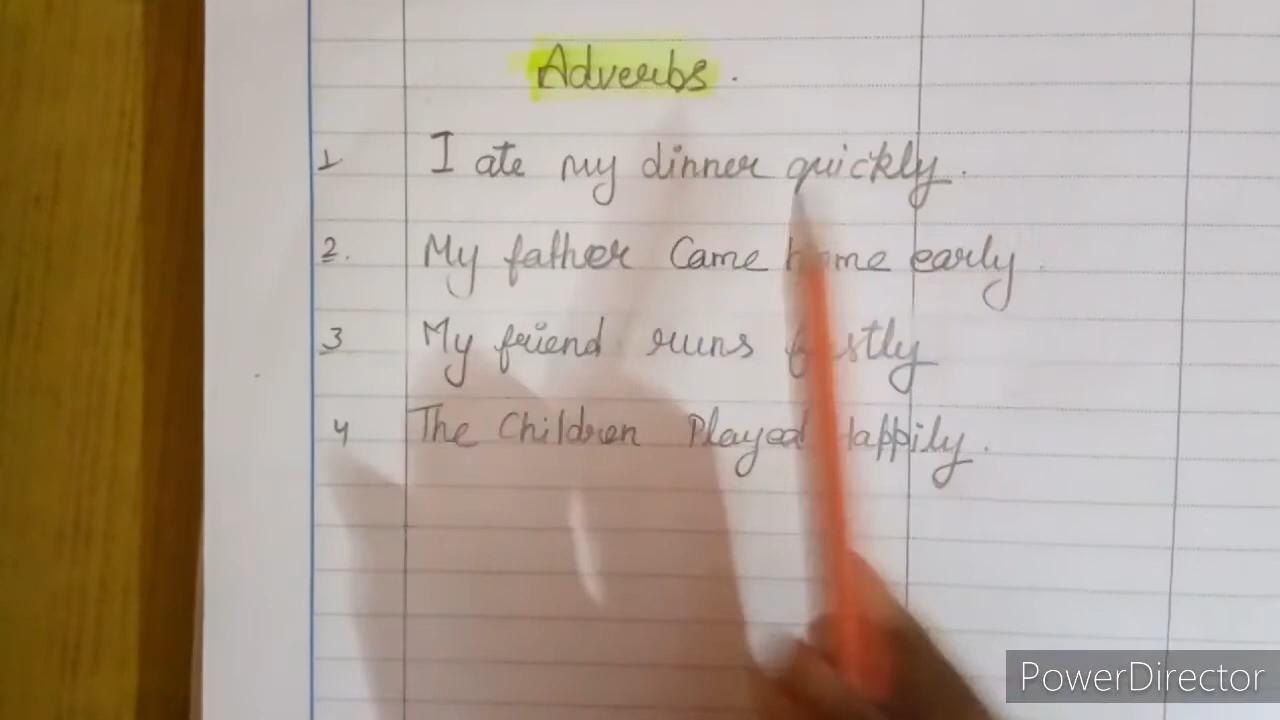 Adverbs.
1 I ate my dinner quickly.
2. My father Came home early.
3 My friend runs fastly
4 The Children Played Happily.
PowerDirector